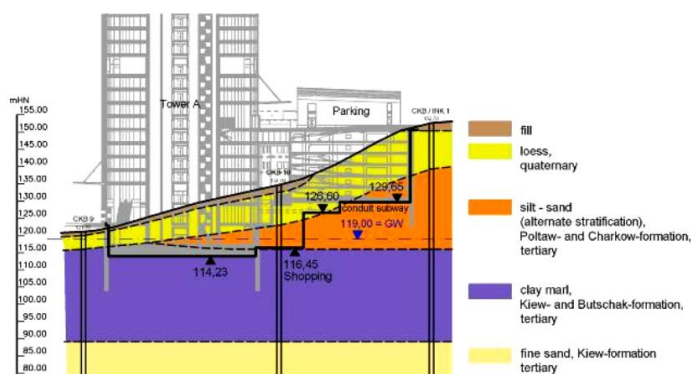 mHN
155.00
150.00
145.00
140.00
135.00
130.00
125.00
120.00
115.00
110.00
105.00
100.00
95.00
90.00
85.00
80.00
Tower A
Parking
CKB / INK 1
CKB 10
CKB 9
126,60
129,65
conduit subway
119,00 = GW
114,23
116,45
Shopping
fill
loess,
quaternary
silt - sand
(alternate stratification),
Poltaw- and Charkow-formation,
tertiary
clay marl,
Kiew- and Butschak-formation,
tertiary
fine sand, Kiew-formation
tertiary